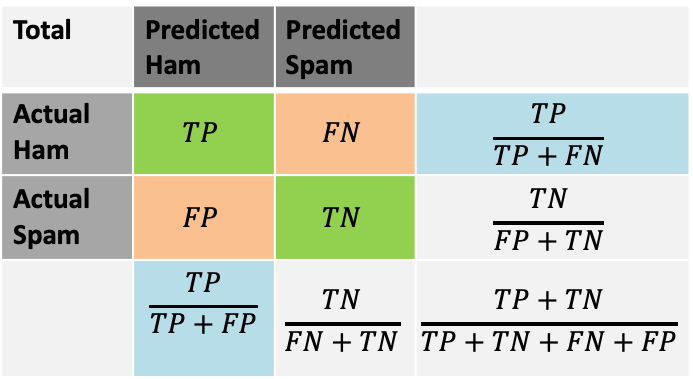 Total
Predicted
Ham
Predicted
Spam
Actual
Ham
TP
FN
TP
TP + FN
Actual
Spam
FP
TN
TN
FP + TN
TP
TP + FP
TN
FN + TN
TP + TN
TP + TN + FN + FP